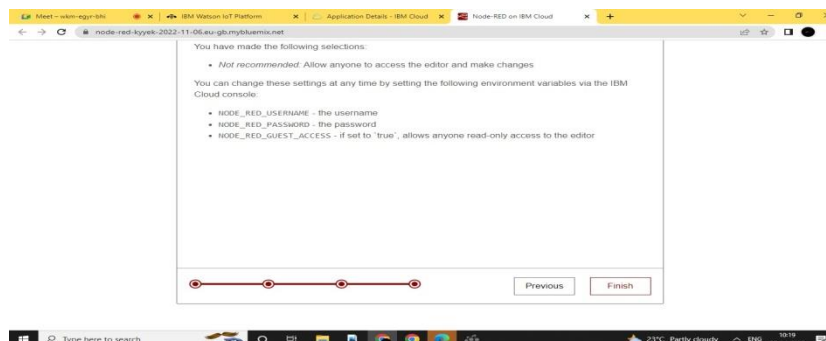 Meet – wkm-egyr-bhi
IBM Watson IoT Platform
Application Details - IBM Cloud
Node-RED on IBM Cloud
node-red-kyyek-2022-11-06.eu-gb.mybluemix.net
You have made the following selections:
• Not recommended: Allow anyone to access the editor and make changes
You can change these settings at any time by setting the following environment variables via the IBM
Cloud console:
• NODE_RED_USERNAME - the username
• NODE_RED_PASSWORD - the password
• NODE_RED_GUEST_ACCESS - if set to `true`, allows anyone read-only access to the editor
Previous
Finish
Type here to search
23°C Partly cloudy
ENG
10:19